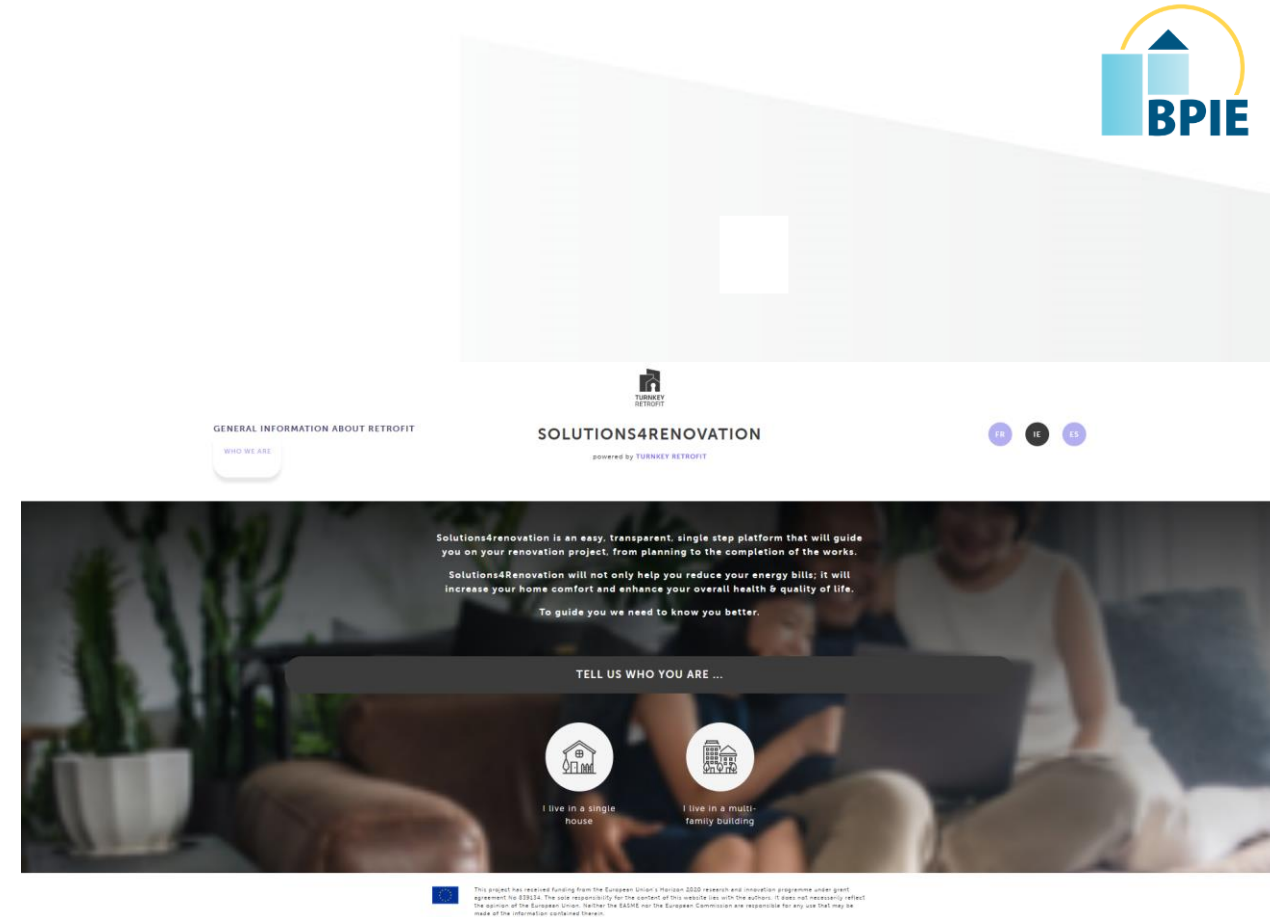 BPIE
TURNKEY
RETROFIT
GENERAL INFORMATION ABOUT RETROFIT
WHO WE ARE
SOLUTIONS4RENOVATION
powered by TURNKEY RETROFIT
FR
IE
ES
Solutions4renovation is an easy, transparent, single step platform that will guide
you on your renovation project, from planning to the completion of the works.
Solutions4Renovation will not only help you reduce your energy bills; it will
increase your home comfort and enhance your overall health & quality of life.
To guide you we need to know you better.
TELL US WHO YOU ARE ...
I live in a single
house
I live in a multi-
family building
This project has received funding from the European Union's Horizon 2020 research and innovation programme under grant
agreement No 839134. The sole responsibility for the content of this website lies with the authors. It does not necessarily reflect
the opinion of the European Union. Neither the EASME nor the European Commission are responsible for any use that may be
made of the information contained therein.